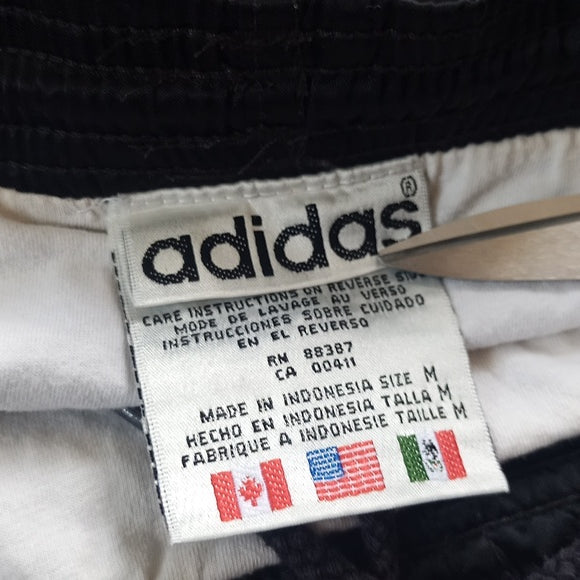 adidas®
CARE INSTRUCTIONS ON REVERSE SIDE
MODE DE LAVAGE AU VERSO
INSTRUCCIONES SOBRE CUIDADO
EN EL REVERSO
RN 88387
CA 00411
MADE IN INDONESIA SIZE M
HECHO EN INDONESIA TALLA M
FABRIQUE A INDONESIE TAILLE M